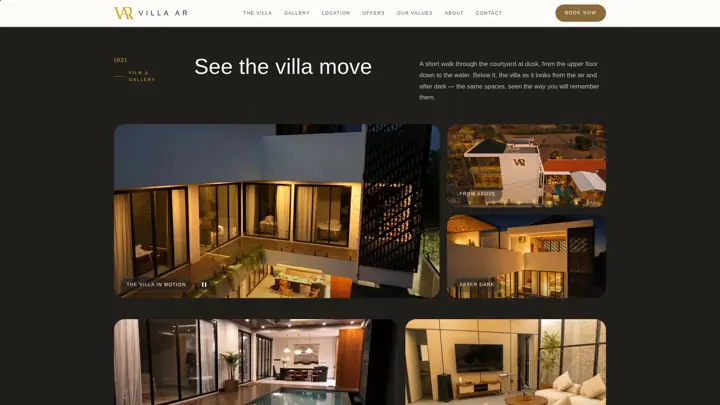 VILLA AR
THE VILLA
GALLERY
LOCATION
OFFERS
OUR VALUES
ABOUT
CONTACT
BOOK NOW
(02)
FILM &
GALLERY
See the villa move
A short walk through the courtyard at dusk, from the upper floor
down to the water. Below it, the villa as it looks from the air and
after dark — the same spaces, seen the way you will remember
them.
THE VILLA IN MOTION
FROM ABOVE
AFTER DARK